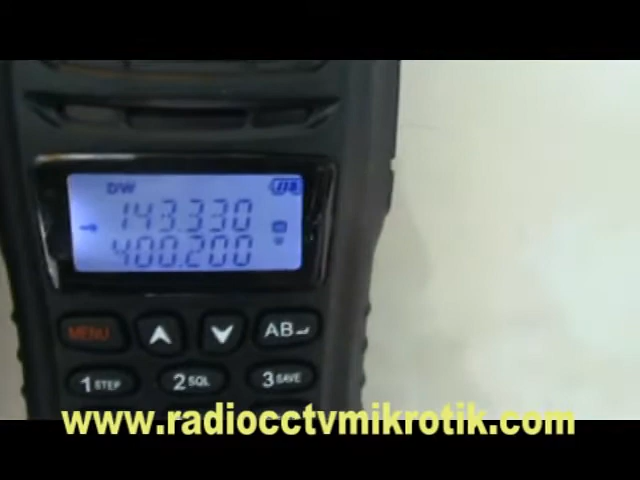 DW
143.330
400.200
MENU AB
1 STEP 2 SQL 3 SAVE
www.radiocctvmikrotik.com